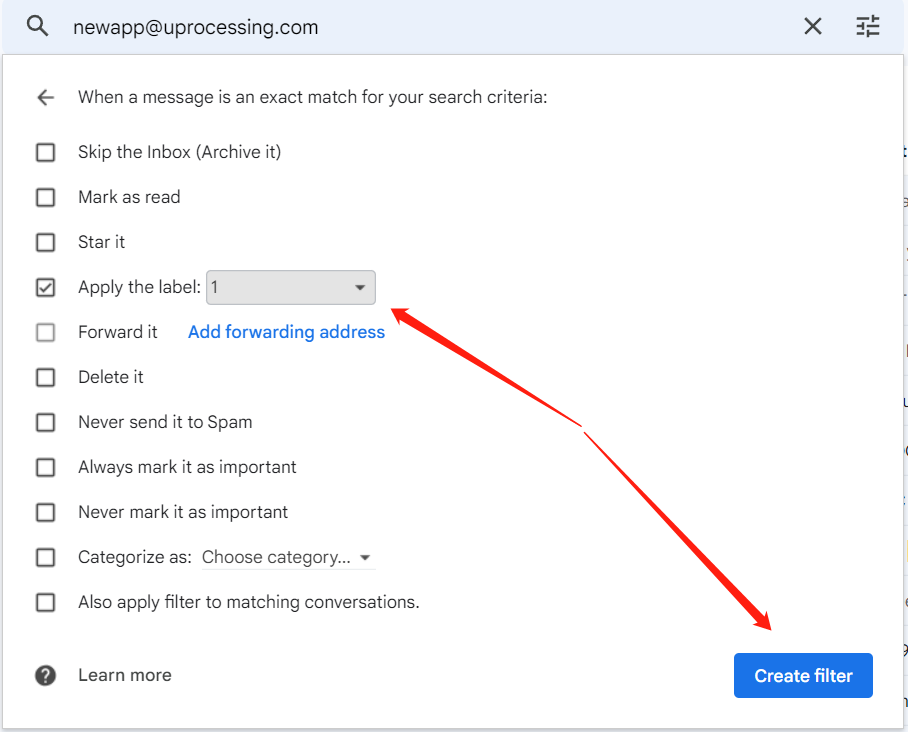 newapp@uprocessing.com
When a message is an exact match for your search criteria:
Skip the Inbox (Archive it)
Mark as read
Star it
Apply the label: 1
Forward it Add forwarding address
Delete it
Never send it to Spam
Always mark it as important
Never mark it as important
Categorize as: Choose category...
Also apply filter to matching conversations.
? Learn more
Create filter